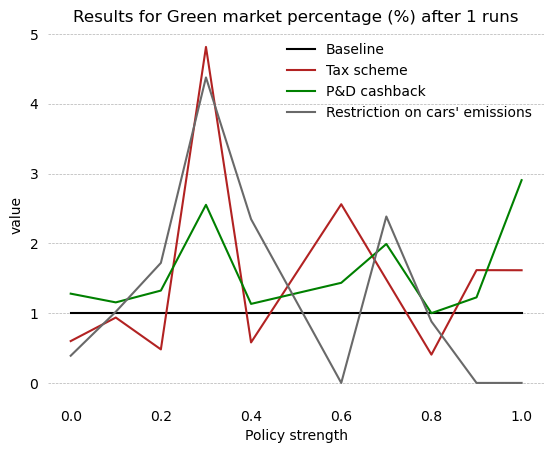 Results for Green market percentage (%) after 1 runs
Baseline
Tax scheme
P&D cashback
Restriction on cars' emissions
value
5
4
3
2
1
0
0.0 0.2 0.4 0.6 0.8 1.0
Policy strength